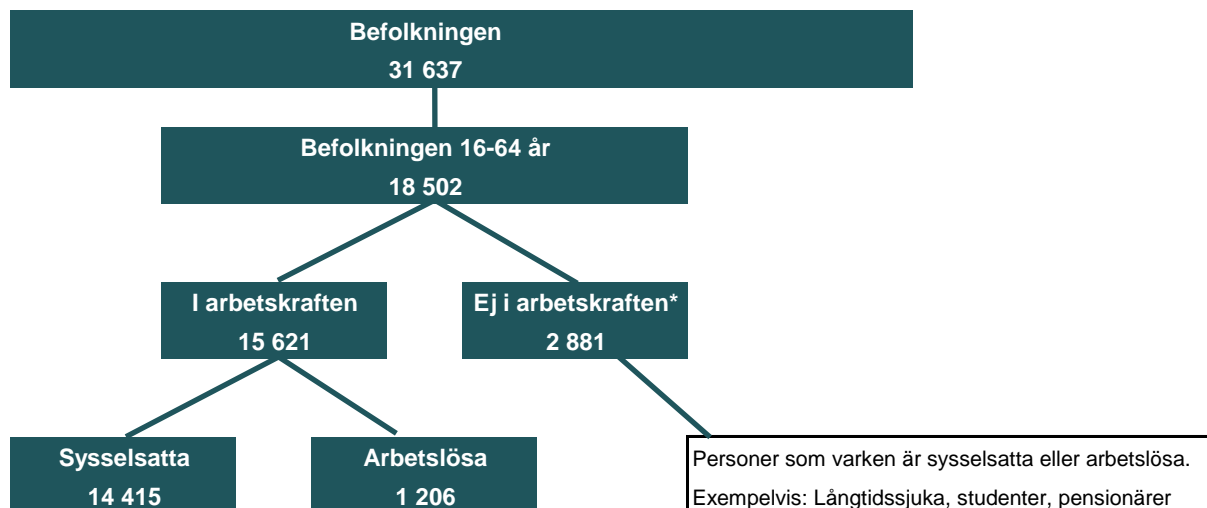 Befolkningen
31 637
Befolkningen 16-64 år
18 502
I arbetskraften
15 621
Ej i arbetskraften*
2 881
Sysselsatta
14 415
Arbetslösa
1 206
Personer som varken är sysselsatta eller arbetslösa.
Exempelvis: Långtidssjuka, studenter, pensionärer